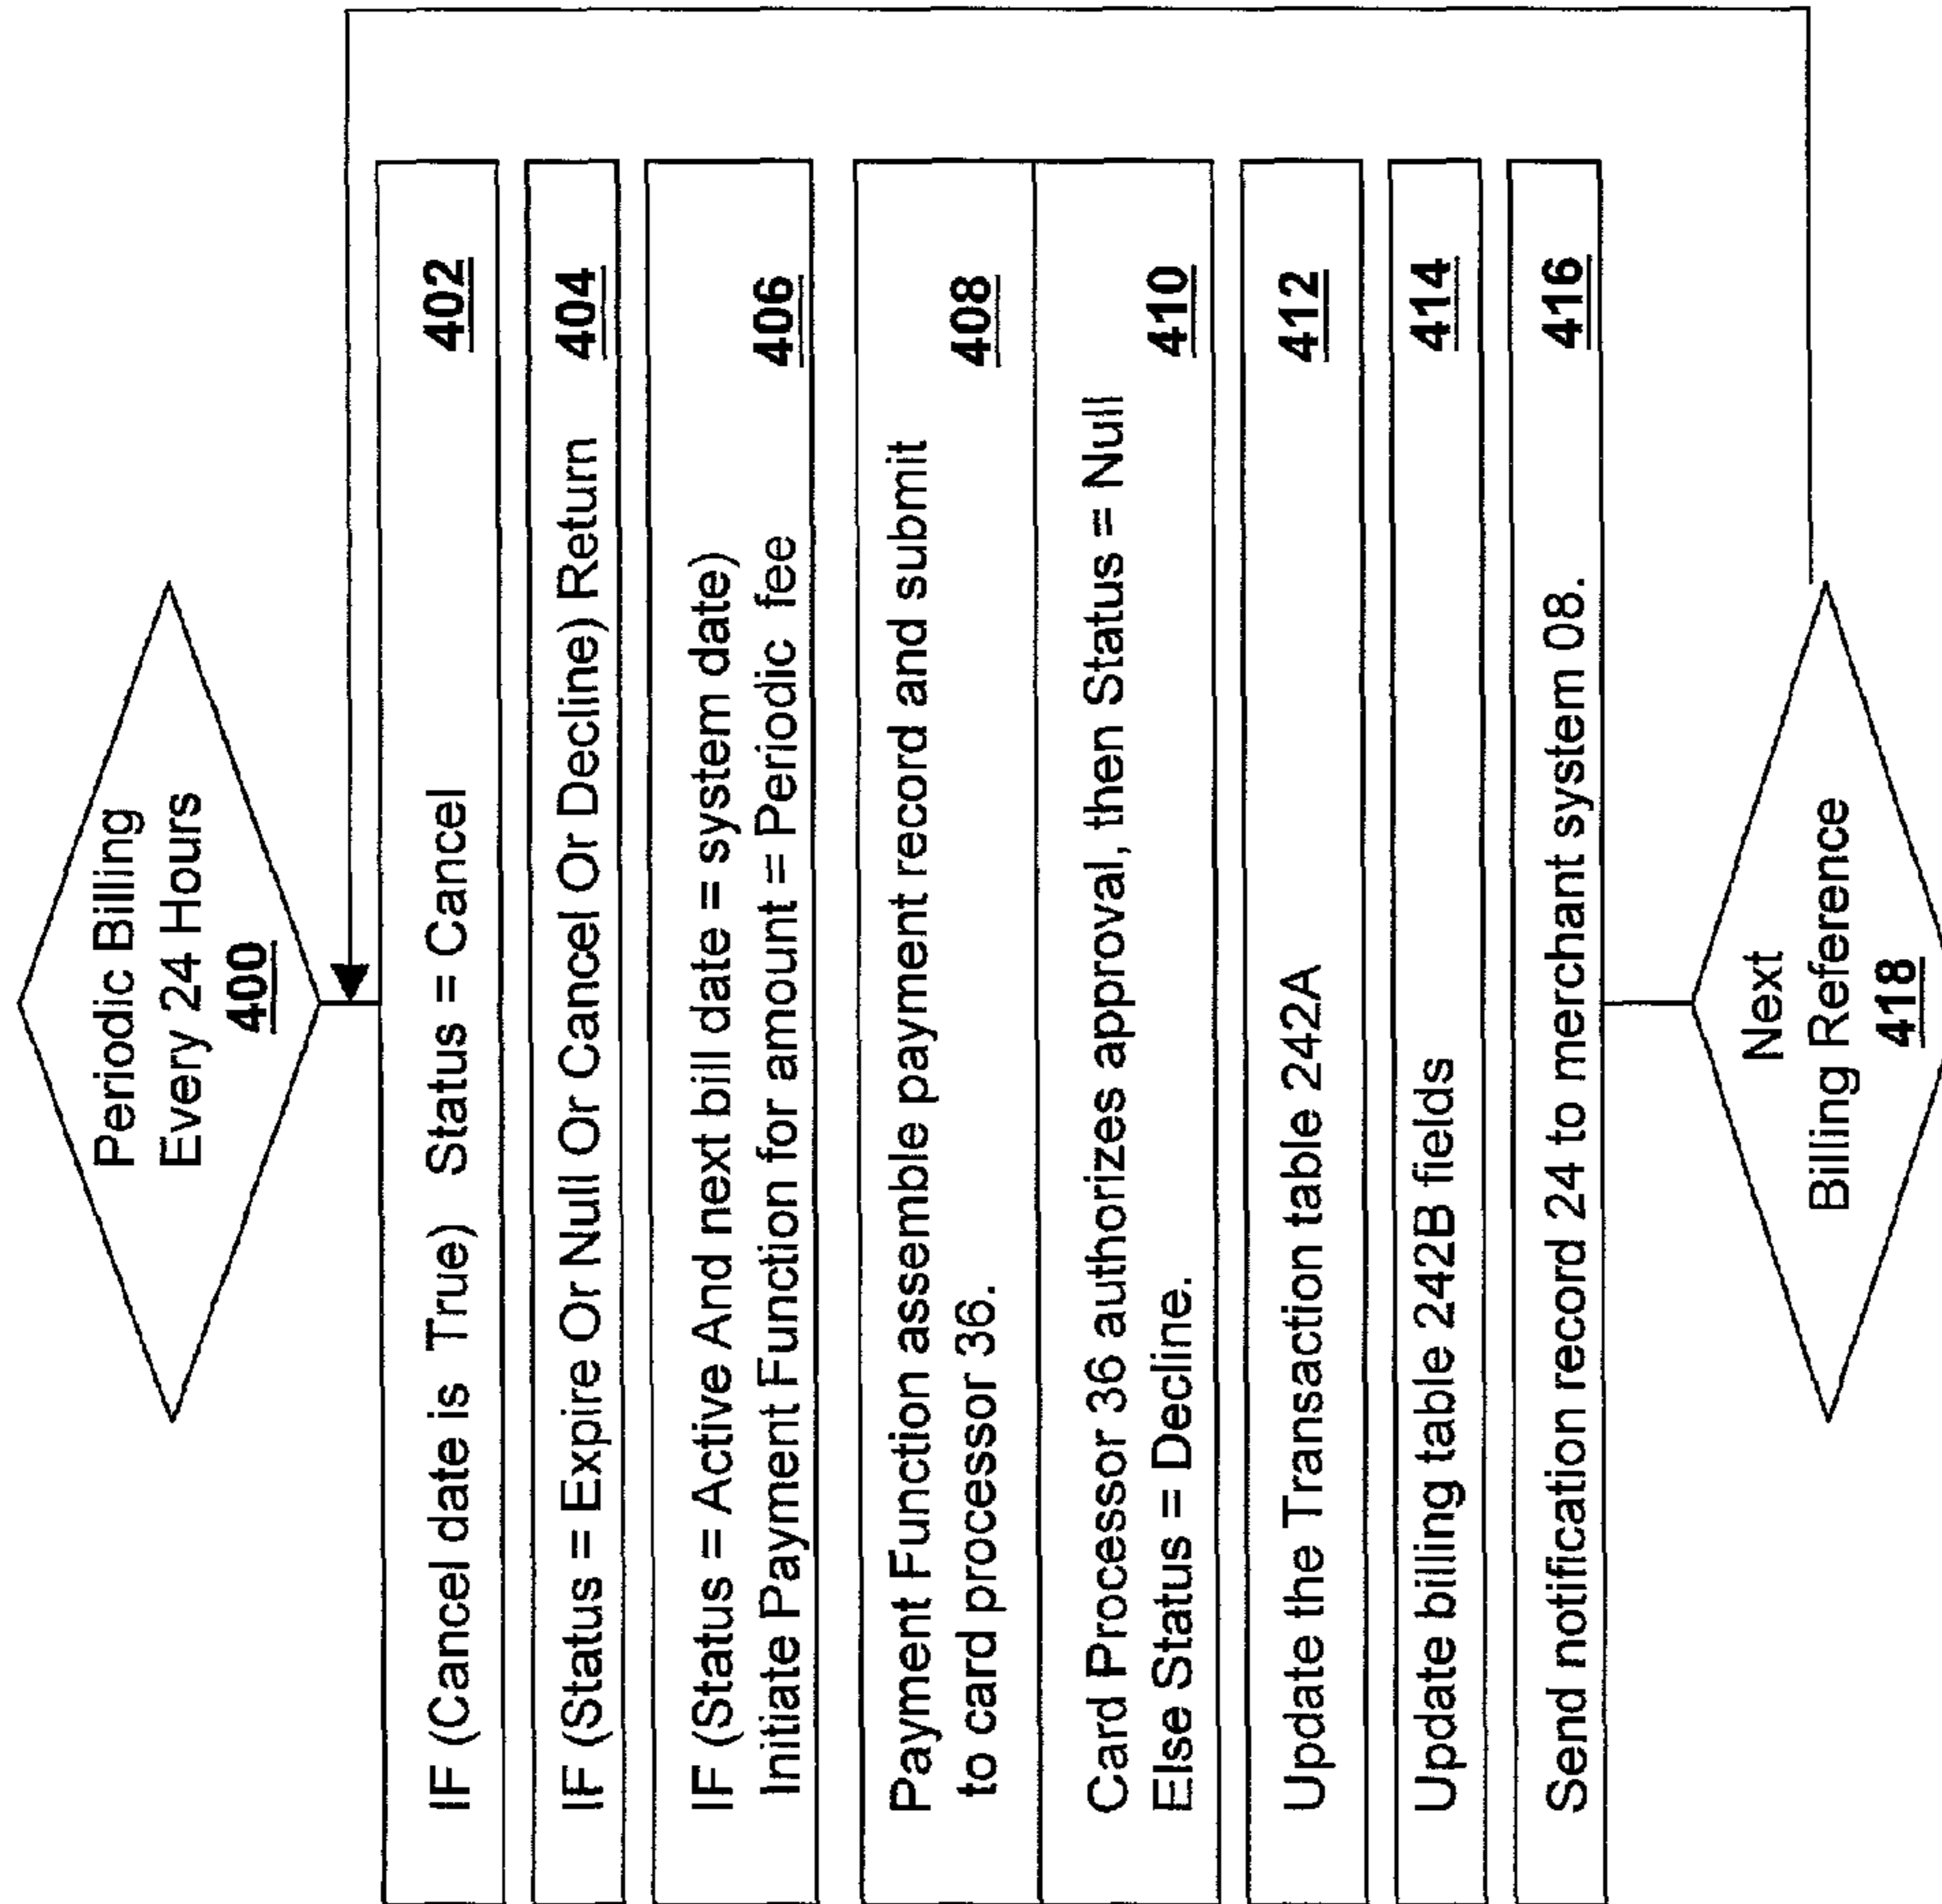 Periodic Billing
Every 24 Hours
400
IF (Cancel date is True) Status = Cancel 402
IF (Status = Expire Or Null Or Cancel Or Decline) Return 404
IF (Status = Active And next bill date = system date)
Initiate Payment Function for amount = Periodic fee 406
Payment Function assemble payment record and submit
to card processor 36. 408
Card Processor 36 authorizes approval, then Status = Null
Else Status = Decline. 410
Update the Transaction table 242A 412
Update billing table 242B fields 414
Send notification record 24 to merchant system 08. 416
Next
Billing Reference
418